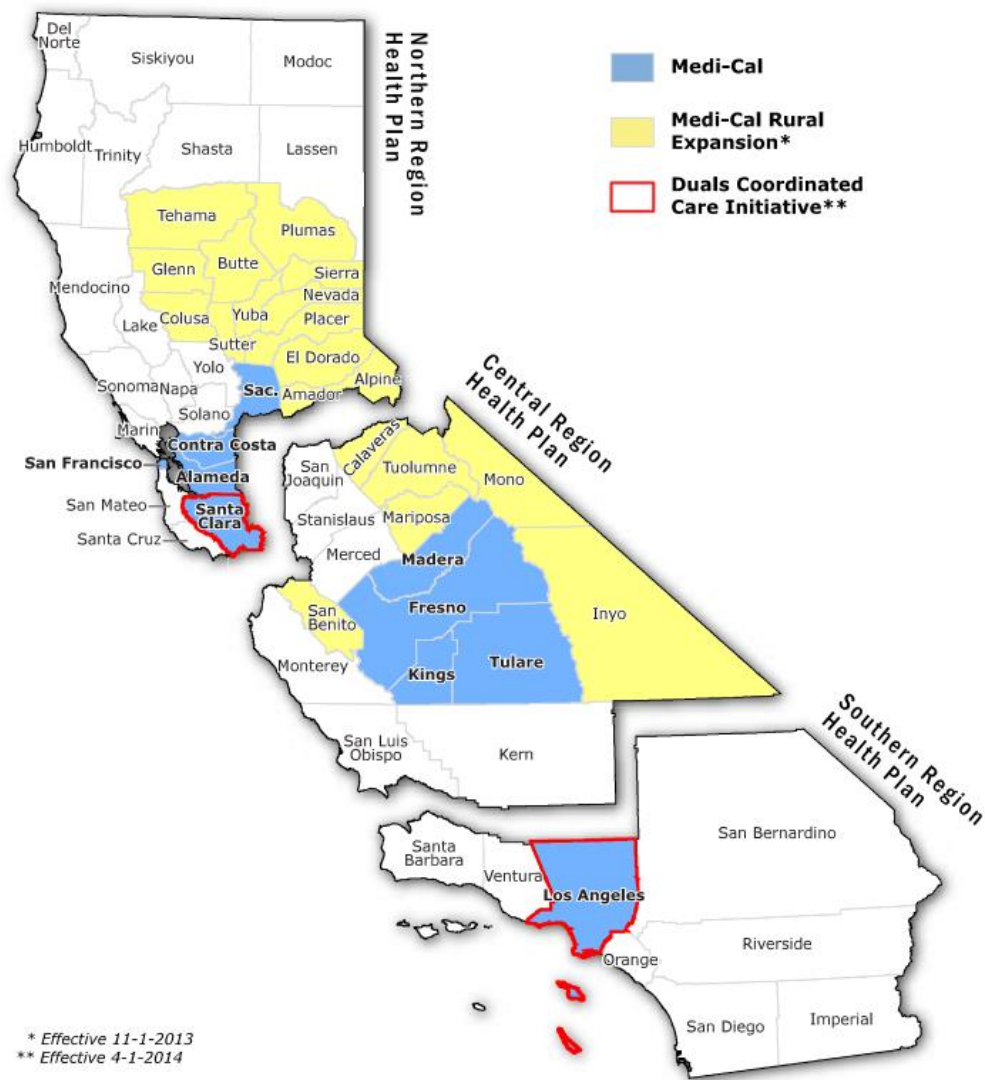 Del
Norte
Siskiyou
Modoc
Northern Region
Health Plan
Medi-Cal
Medi-Cal Rural
Expansion*
Duals Coordinated
Care Initiative**
Humboldt
Trinity
Shasta
Lassen
Tehama
Plumas
Glenn
Butte
Sierra
Mendocino
Nevada
Lake
Colusa
Yuba
Placer
Sutter
El Dorado
Yolo
Alpine
Sonoma
Napa
Sac.
Amador
Solano
Marin
Contra Costa
San Francisco
Alameda
San Mateo
Santa
Clara
Santa Cruz
Central Region
Health Plan
San
Joaquin
Calaveras
Tuolumne
Mono
Stanislaus
Mariposa
Merced
Madera
Fresno
San
Benito
Inyo
Monterey
Kings
Tulare
San Luis
Obispo
Kern
Southern Region
Health Plan
Santa
Barbara
Ventura
Los Angeles
San Bernardino
Orange
Riverside
San Diego
Imperial
* Effective 11-1-2013
** Effective 4-1-2014